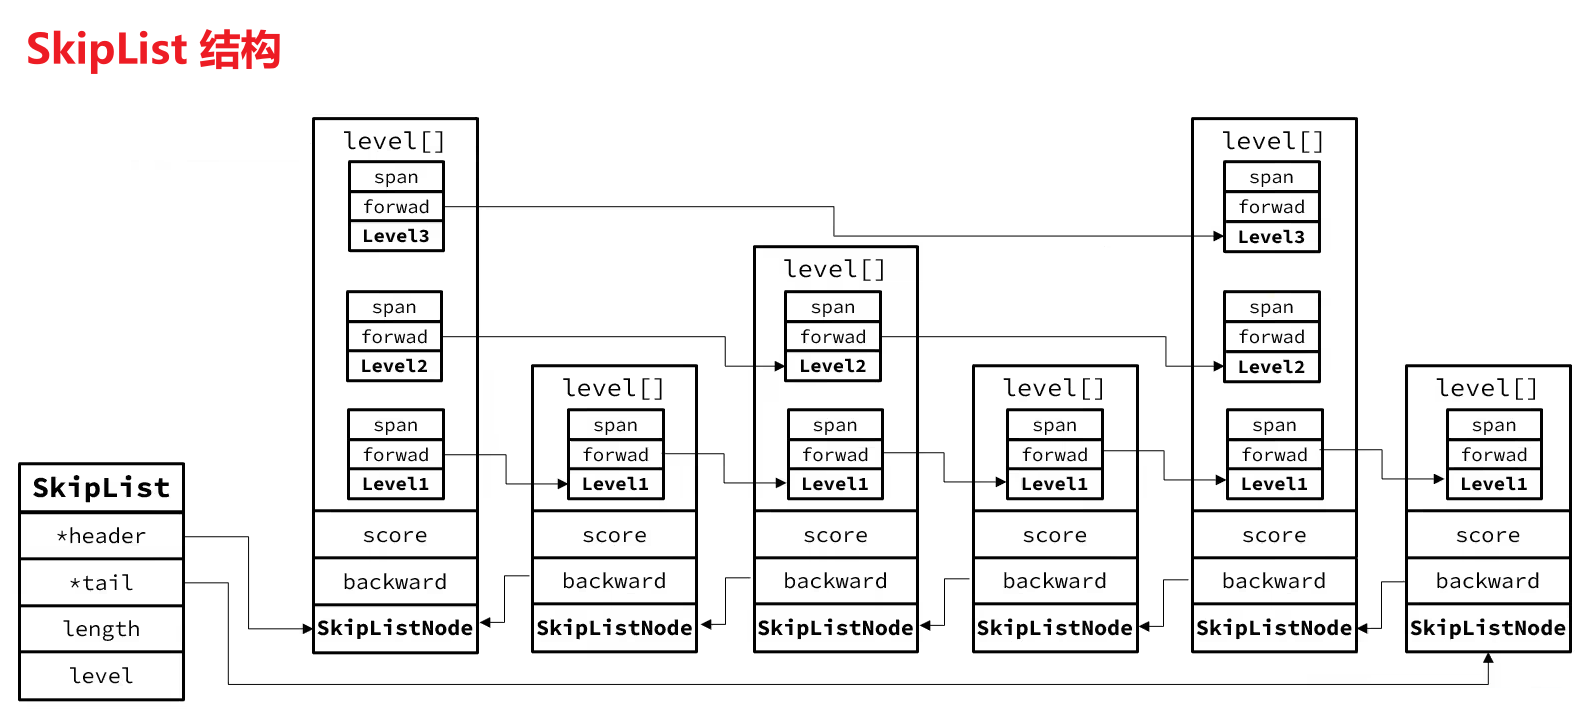 SkipList 结构
SkipList
*header
*tail
length
level
level[]
span
forwad
Level3
span
forwad
Level2
span
forwad
Level1
score
backward
SkipListNode
level[]
span
forwad
Level1
score
backward
SkipListNode
level[]
span
forwad
Level2
span
forwad
Level1
score
backward
SkipListNode
level[]
span
forwad
Level1
score
backward
SkipListNode
level[]
span
forwad
Level3
span
forwad
Level2
span
forwad
Level1
score
backward
SkipListNode
level[]
span
forwad
Level1
score
backward
SkipListNode